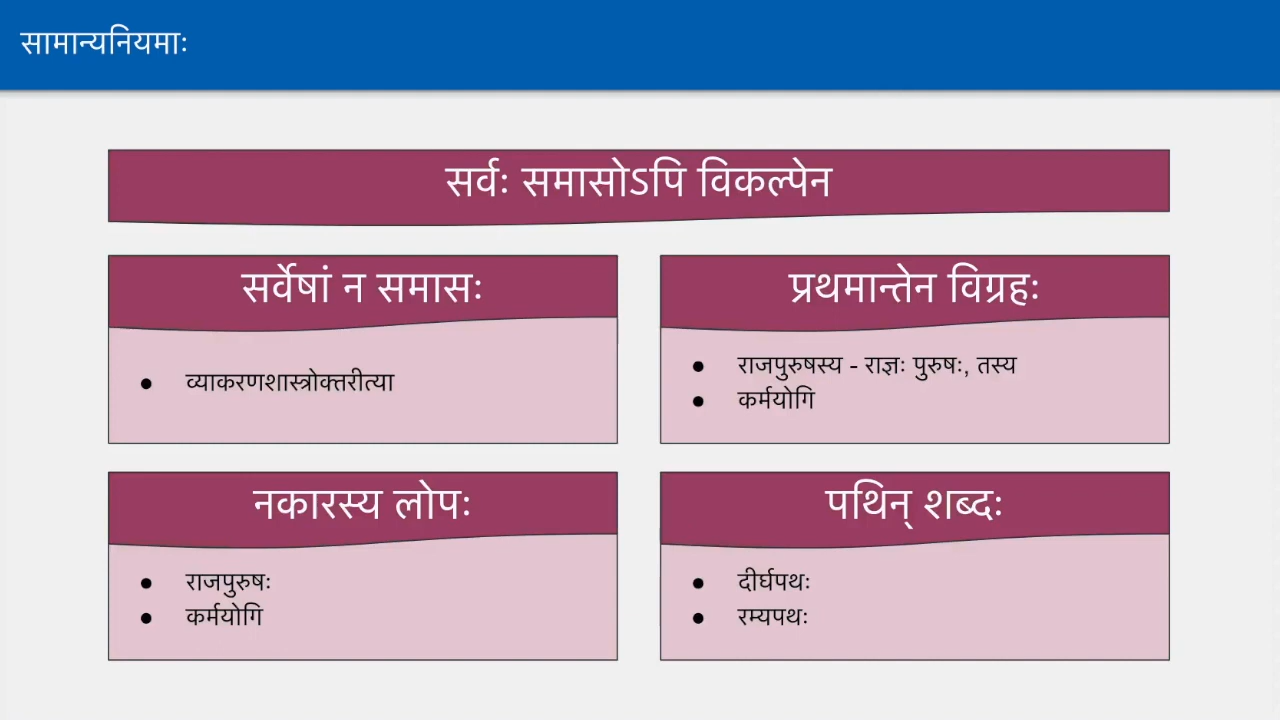 सामान्यनियमाः
सर्वः समासोऽपि विकल्पेन
सर्वेषां न समासः
● व्याकरणशास्त्रोक्तरीत्या
प्रथमान्तेन विग्रहः
● राजपुरुषस्य - राज्ञः पुरुषः, तस्य
● कर्मयोगि
नकारस्य लोपः
● राजपुरुषः
● कर्मयोगि
पथिन् शब्दः
● दीर्घपथः
● रम्यपथः